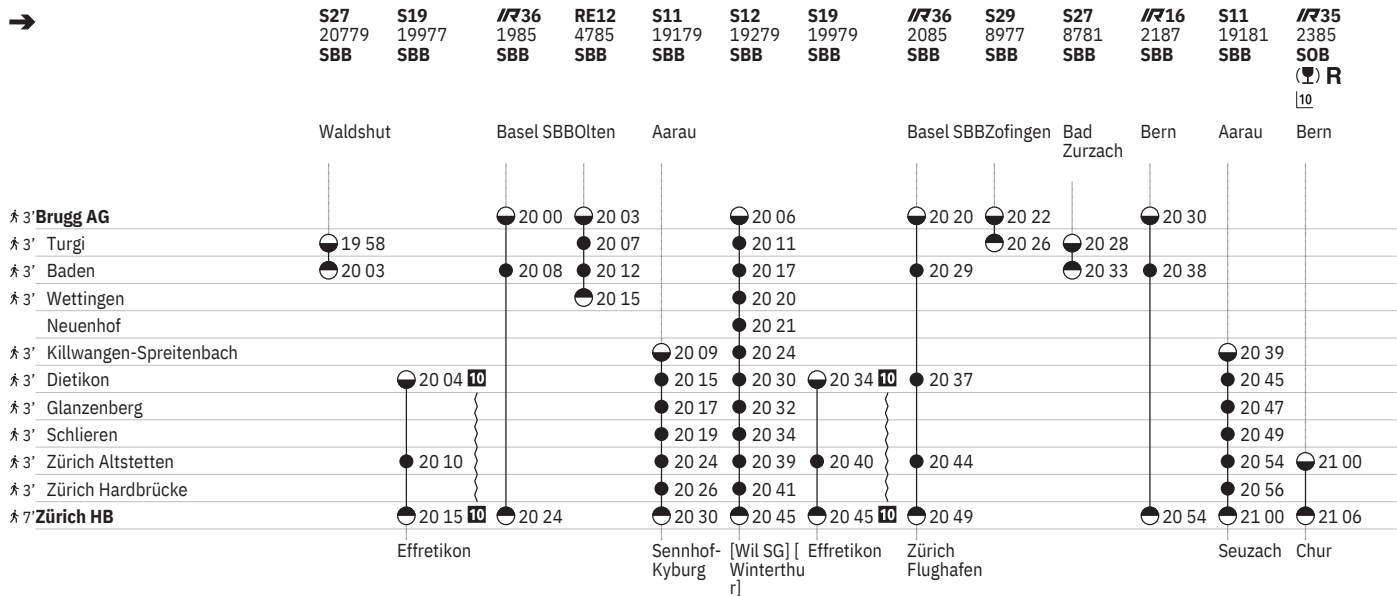 S27 S19 IR36 RE12 S11 S12 S19 IR36 S29 S27 IR16 S11 IR35
20779 19977 1985 4785 19179 19279 19979 2085 8977 8781 2187 19181 2385
SBB SBB SBB SBB SBB SBB SBB SBB SBB SBB SBB SBB SOB
R
10
Waldshut Basel SBB Olten Aarau Basel SBB Zofingen Bad Bern Aarau Bern
Zurzach
3' Brugg AG 20 00 20 03 20 06 20 20 20 22 20 30
3' Turgi 19 58 20 07 20 11 20 26 20 28
3' Baden 20 03 20 08 20 12 20 17 20 29 20 33 20 38
3' Wettingen 20 15 20 20
Neuenhof 20 21
3' Killwangen-Spreitenbach 20 09 20 24 20 39
3' Dietikon 20 04 10 20 15 20 30 20 34 10 20 37 20 45
3' Glanzenberg 20 17 20 32 20 47
3' Schlieren 20 19 20 34 20 49
3' Zürich Altstetten 20 10 20 24 20 39 20 40 20 44 20 54 21 00
3' Zürich Hardbrücke 20 26 20 41 20 56
7' Zürich HB 20 15 10 20 24 20 30 20 45 20 45 10 20 49 20 54 21 00 21 06
Effretikon Sennhof- [Wil SG] [ Effretikon Zürich Seuzach Chur
Kyburg Winterthu Flughafen
r]